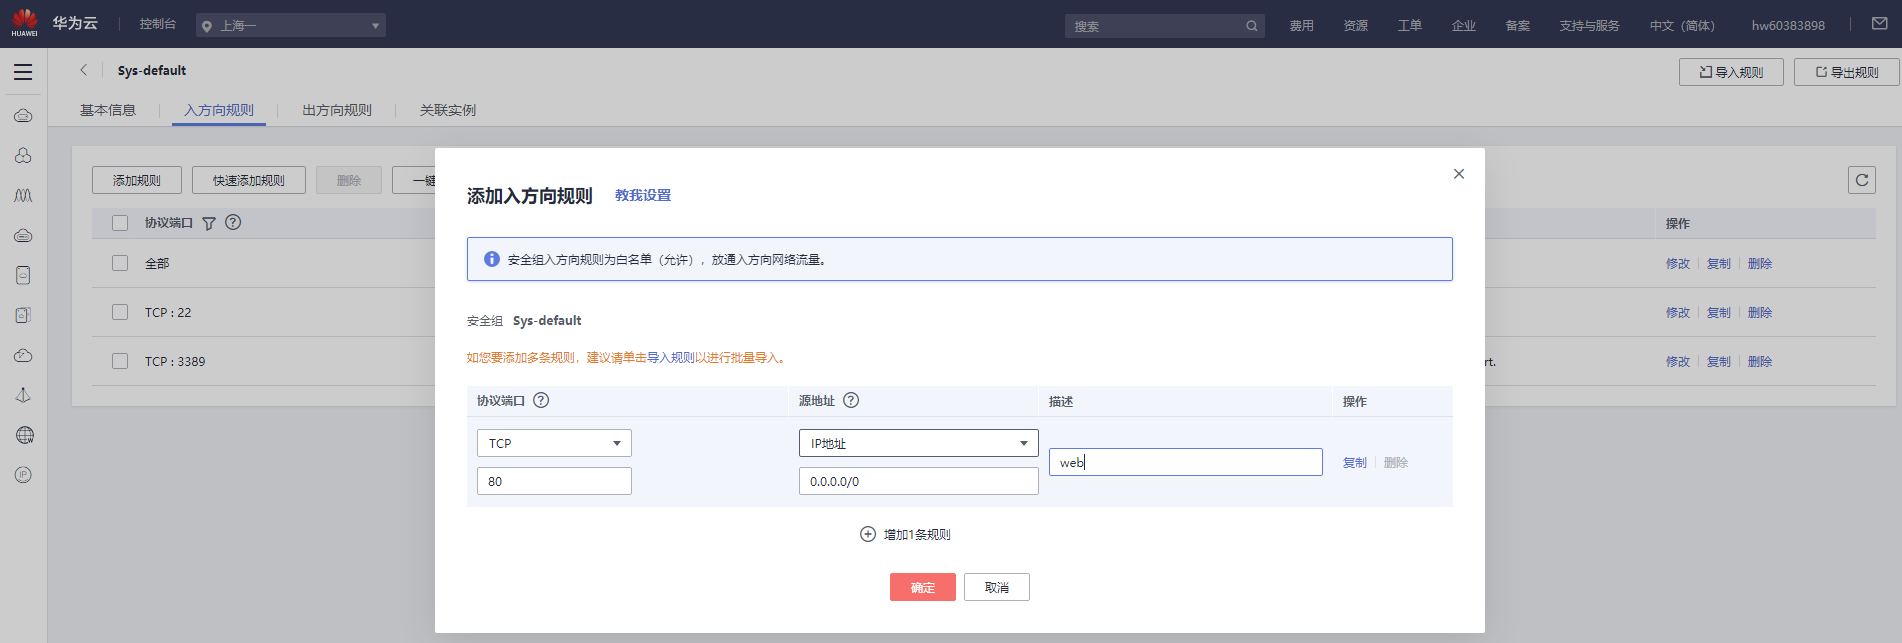 HUAWEI 华为云 控制台 上海一 搜索 费用 资源 工单 企业 备案 支持与服务 中文（简体） hw60383898
Sys-default 导入规则 导出规则
基本信息 入方向规则 出方向规则 关联实例
添加规则 快速添加规则 删除 一键
协议端口 操作
全部 修改 复制 删除
TCP : 22 修改 复制 删除
TCP : 3389 rt. 修改 复制 删除
添加入方向规则 教我设置
安全组入方向规则为白名单（允许），放通入方向网络流量。
安全组 Sys-default
如您要添加多条规则，建议请单击导入规则以进行批量导入。
协议端口 源地址 描述 操作
TCP IP地址
web 复制 删除
80 0.0.0.0/0
增加1条规则
确定 取消
IP